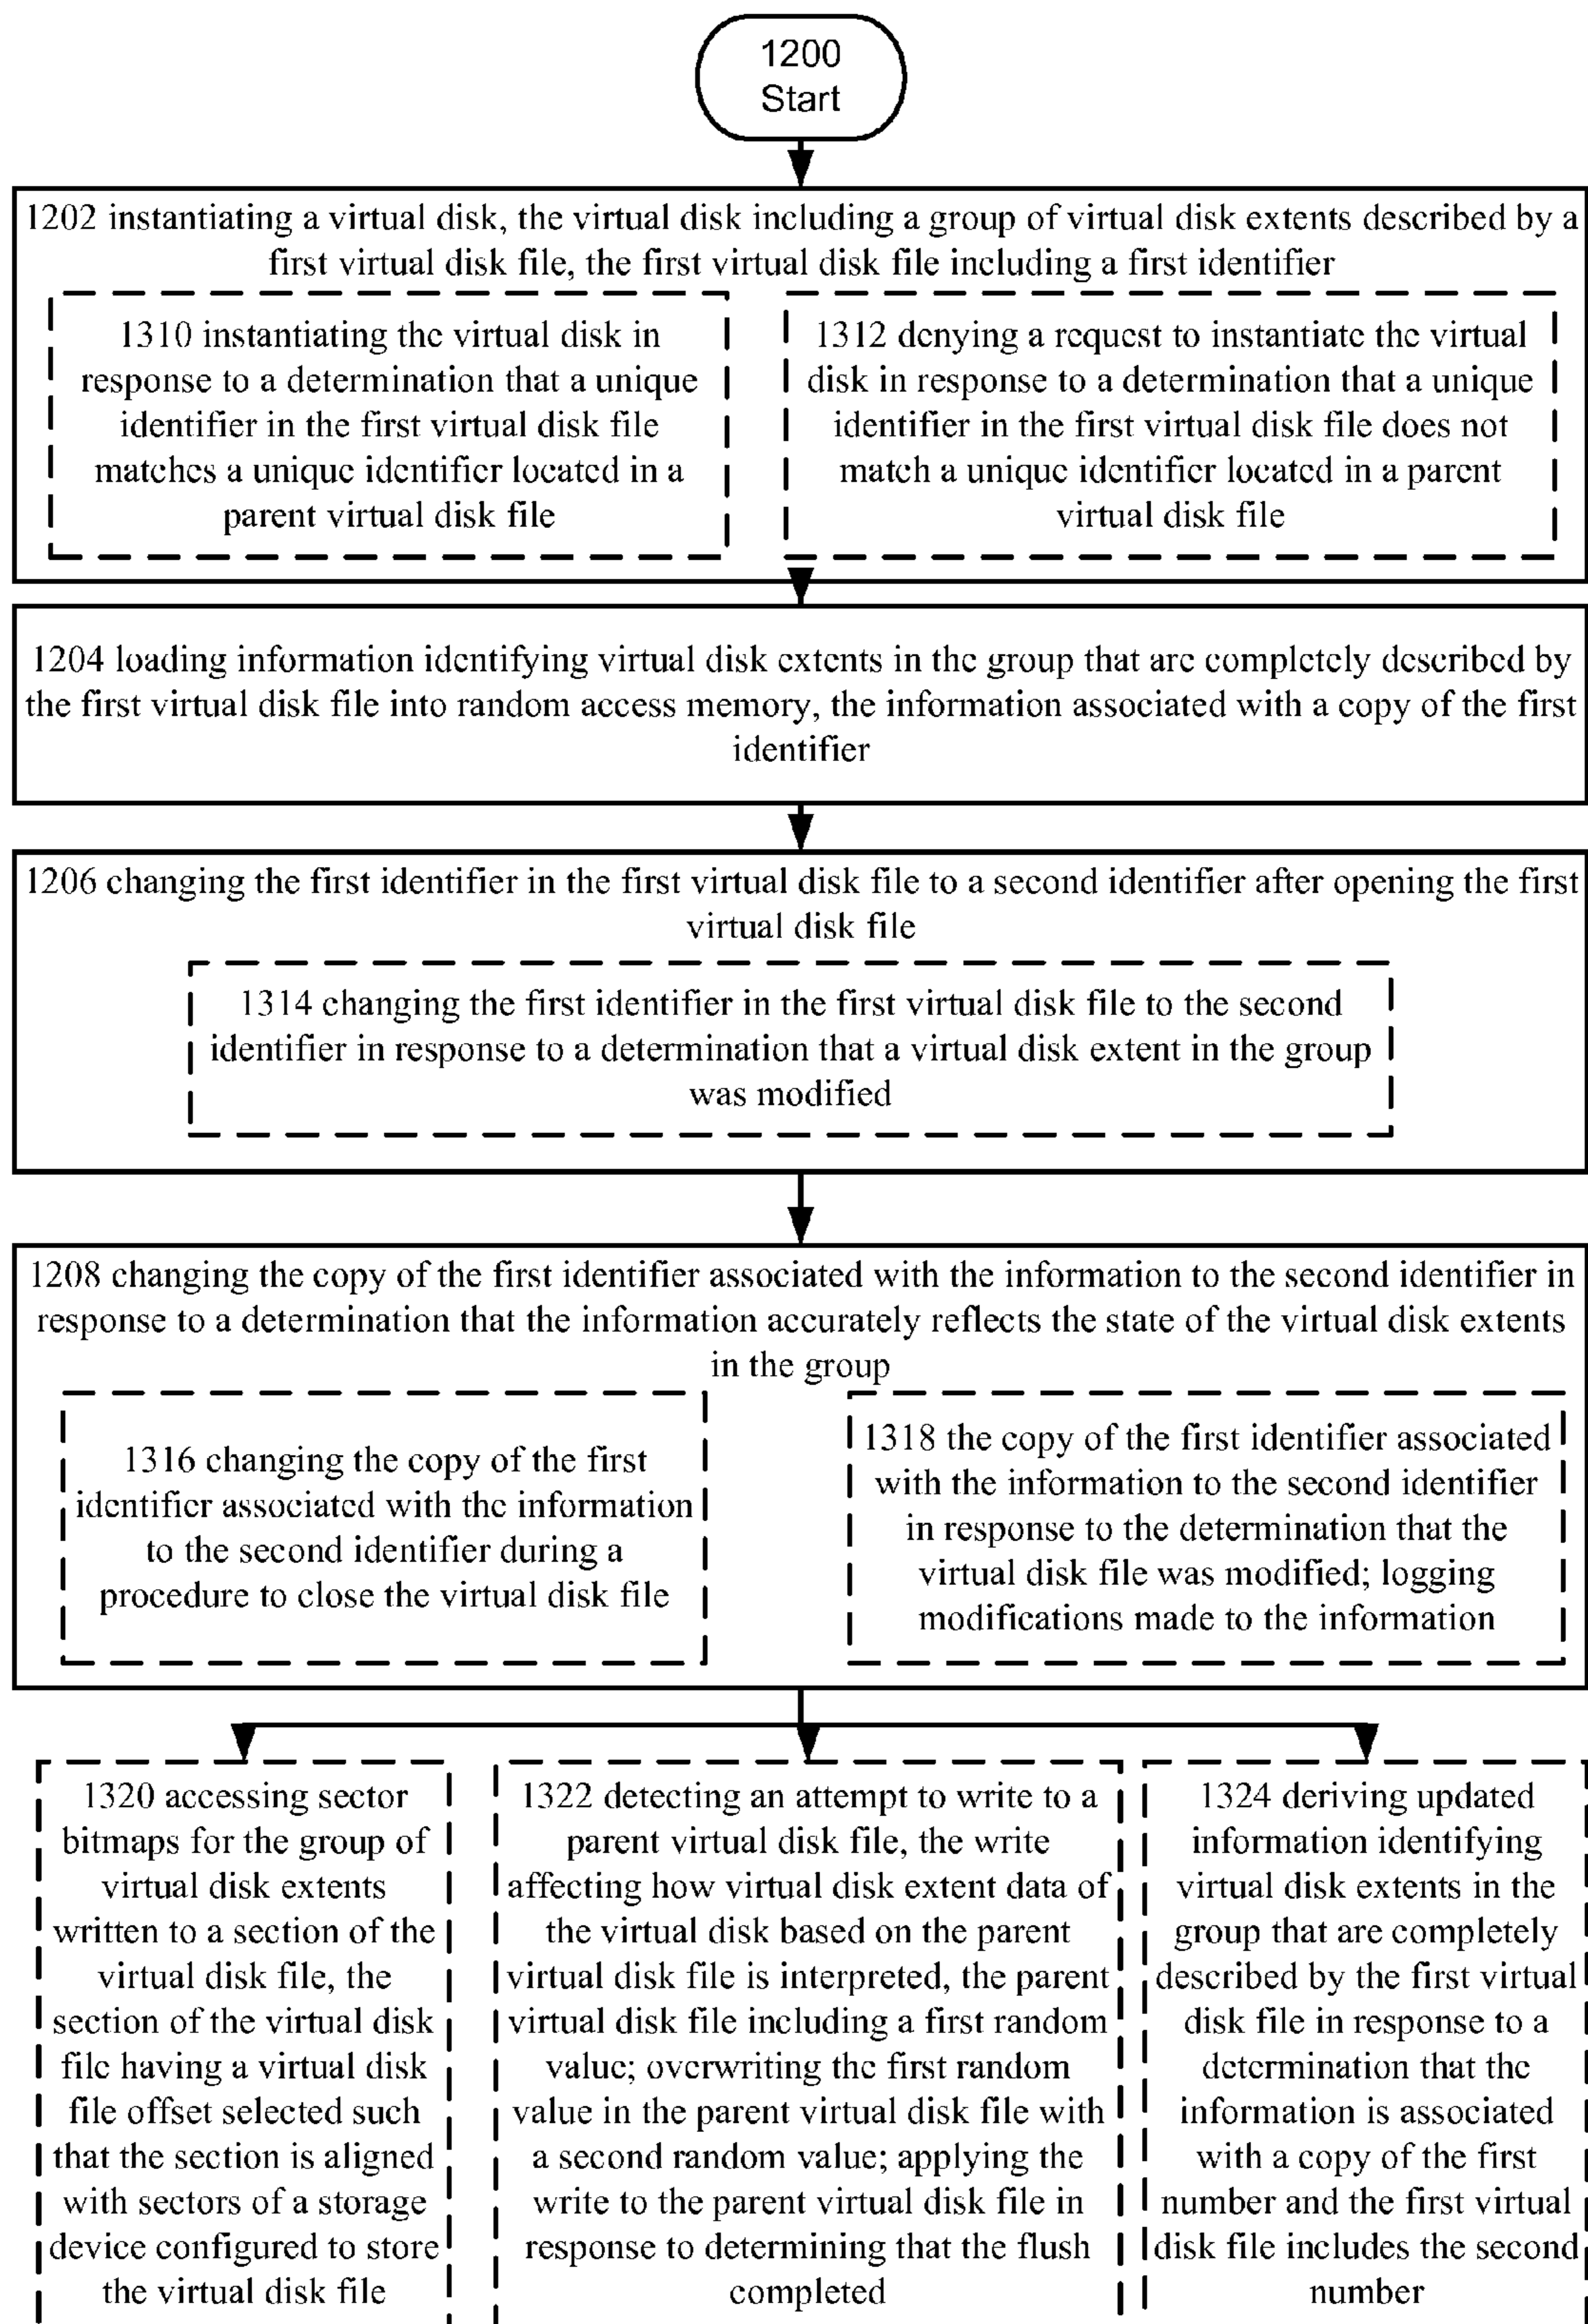 1200
Start
1202 instantiating a virtual disk, the virtual disk including a group of virtual disk extents described by a
first virtual disk file, the first virtual disk file including a first identifier
1310 instantiating the virtual disk in
response to a determination that a unique
identifier in the first virtual disk file
matches a unique identifier located in a
parent virtual disk file
1312 denying a request to instantiate the virtual
disk in response to a determination that a unique
identifier in the first virtual disk file does not
match a unique identifier located in a parent
virtual disk file
1204 loading information identifying virtual disk extents in the group that are completely described by
the first virtual disk file into random access memory, the information associated with a copy of the first
identifier
1206 changing the first identifier in the first virtual disk file to a second identifier after opening the first
virtual disk file
1314 changing the first identifier in the first virtual disk file to the second
identifier in response to a determination that a virtual disk extent in the group
was modified
1208 changing the copy of the first identifier associated with the information to the second identifier in
response to a determination that the information accurately reflects the state of the virtual disk extents
in the group
1316 changing the copy of the first
identifier associated with the information
to the second identifier during a
procedure to close the virtual disk file
1318 the copy of the first identifier associated
with the information to the second identifier
in response to the determination that the
virtual disk file was modified; logging
modifications made to the information
1320 accessing sector
bitmaps for the group of
virtual disk extents
written to a section of the
virtual disk file, the
section of the virtual disk
file having a virtual disk
file offset selected such
that the section is aligned
with sectors of a storage
device configured to store
the virtual disk file
1322 detecting an attempt to write to a
parent virtual disk file, the write
affecting how virtual disk extent data of
the virtual disk based on the parent
virtual disk file is interpreted, the parent
virtual disk file including a first random
value; overwriting the first random
value in the parent virtual disk file with
a second random value; applying the
write to the parent virtual disk file in
response to determining that the flush
completed
1324 deriving updated
information identifying
virtual disk extents in the
group that are completely
described by the first virtual
disk file in response to a
determination that the
information is associated
with a copy of the first
number and the first virtual
disk file includes the second
number